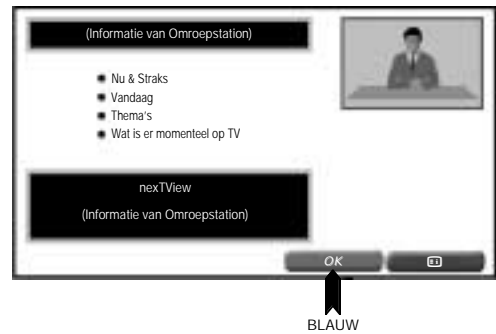 (Informatie van Omroepstation)
Nu & Straks
Vandaag
Thema's
Wat is er momenteel op TV
nexTView
(Informatie van Omroepstation)
OK
BLAUW